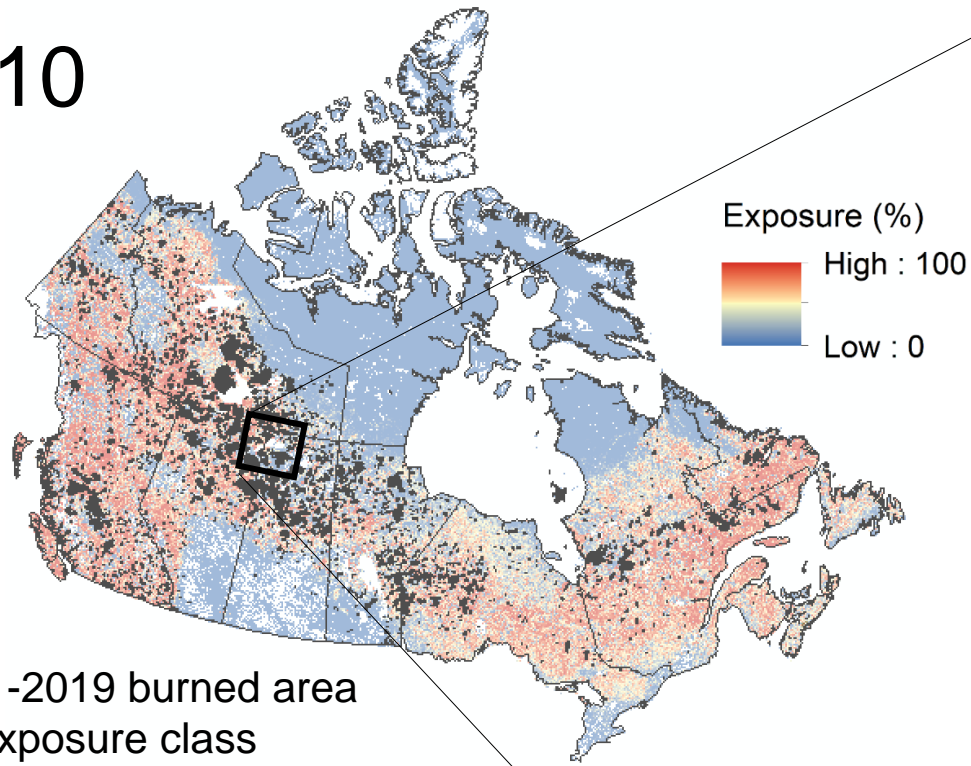 10
Exposure (%)
High : 100
Low : 0
-2019 burned area
xposure class